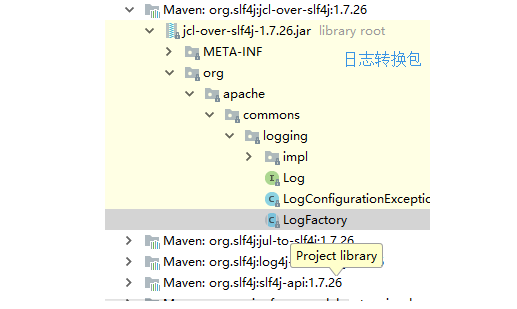 Maven: org.slf4j:jcl-over-slf4j:1.7.26
jcl-over-slf4j-1.7.26.jar library root
META-INF
日志转换包
org
apache
commons
logging
impl
Log
LogConfigurationExceptio
LogFactory
Maven: org.slf4j:jul-to-slf4j:1.7.26
Maven: org.slf4j:log4j-
Project library
Maven: org.slf4j:slf4j-api:1.7.26